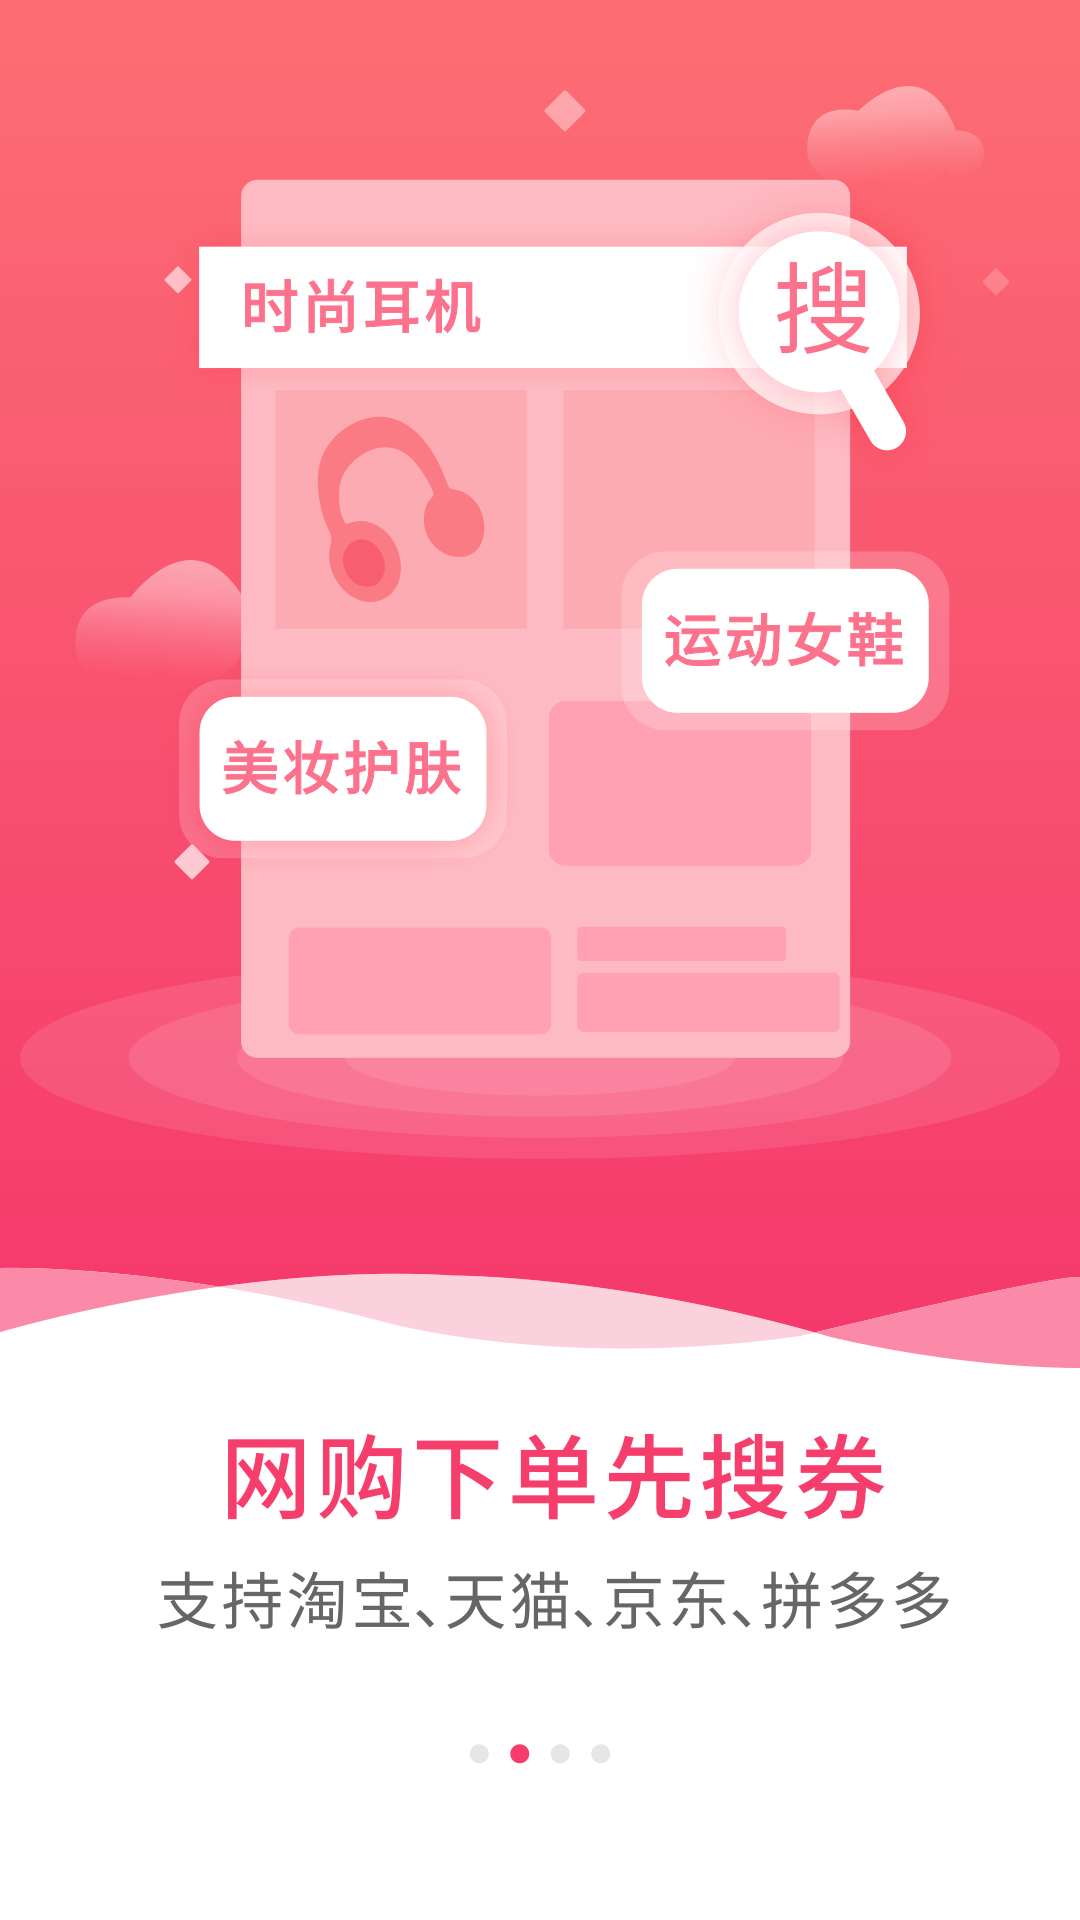 时尚耳机
搜
运动女鞋
美妆护肤
网购下单先搜券
支持淘宝、天猫、京东、拼多多